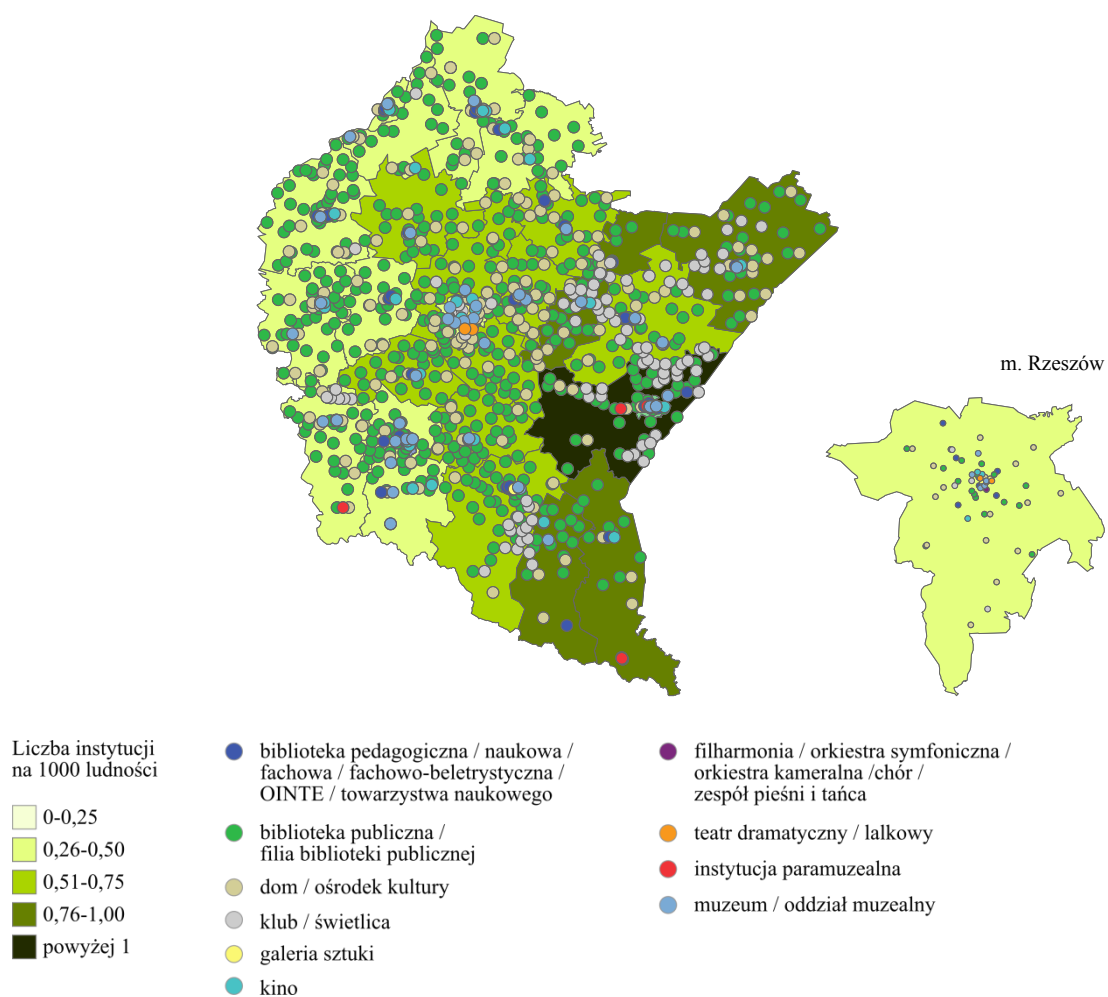 m. Rzeszów
Liczba instytucji
na 1000 ludności
0-0,25
0,26-0,50
0,51-0,75
0,76-1,00
powyżej 1
biblioteka pedagogiczna / naukowa /
fachowa / fachowo-beletrystyczna /
OINTE / towarzystwa naukowego
biblioteka publiczna /
filia biblioteki publicznej
dom / ośrodek kultury
klub / świetlica
galeria sztuki
kino
filharmonia / orkiestra symfoniczna /
orkiestra kameralna /chór /
zespół pieśni i tańca
teatr dramatyczny / lalkowy
instytucja paramuzealna
muzeum / oddział muzealny